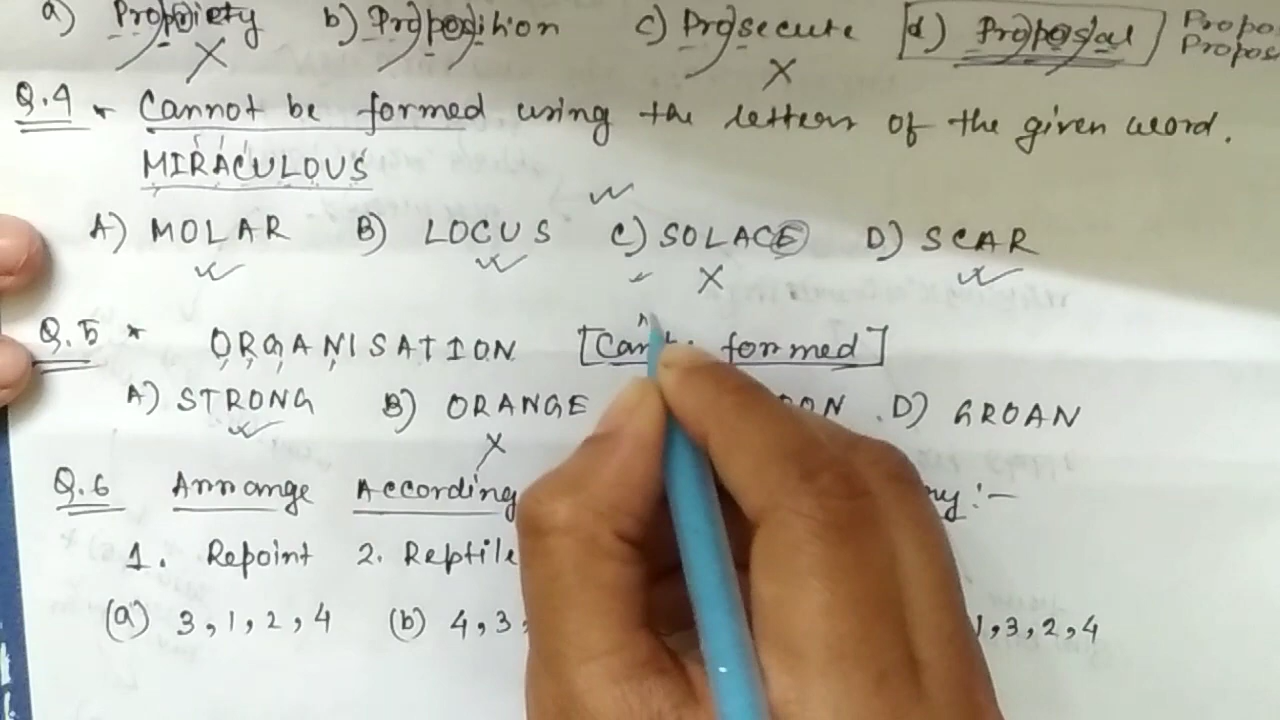 a) Propriety b) Proposition c) Prosecute d) Proposal
Q.4 Cannot be formed using the letters of the given word.
MIRACULOUS
A) MOLAR B) LOCUS C) SOLACE D) SCAR
Q.5 * ORGANISATION formed]
A) STRONG B) ORANGE D) GROAN
Q.6 Arrange According
1. Repoint 2. Reptile
(a) 3,1,2,4 (b) 4,3, 1,3,2,4